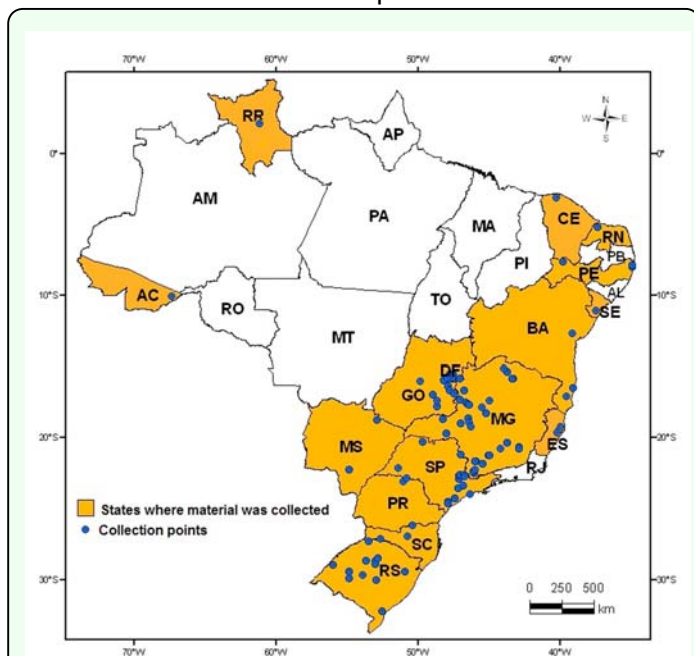 70°W 60°W 50°W 40°W
N
W E
S
RR
AP
0° 0°
AM
PA
MA
CE
RN
PB
PI
PE
AL
AC
RO
TO
SE
10°S 10°S
BA
MT
DF
GO
MG
MS
ES
20°S 20°S
SP
RJ
PR
States where material was collected
Collection points
SC
RS
30°S 30°S
0 250 500
km
70°W 60°W 50°W 40°W